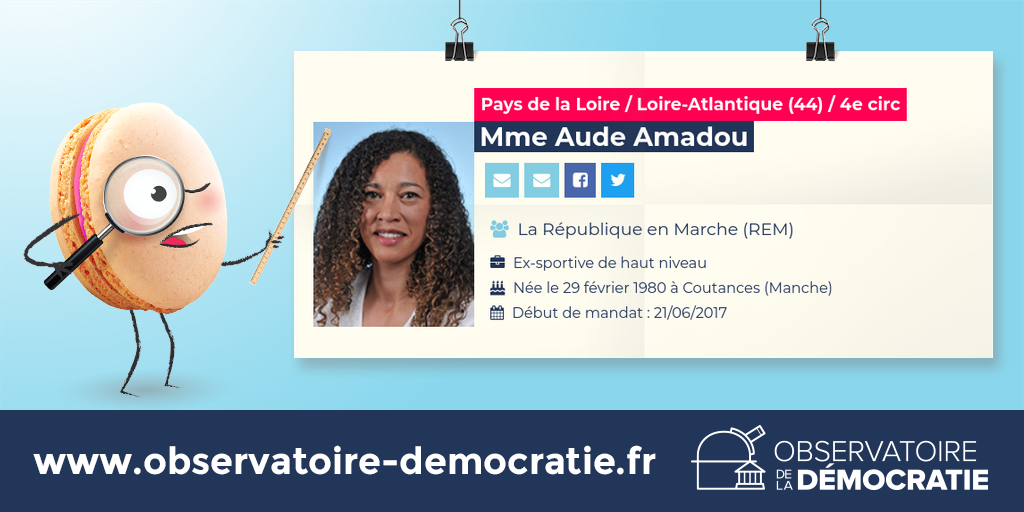 Pays de la Loire / Loire-Atlantique (44) / 4e circ
Mme Aude Amadou
La République en Marche (REM)
Ex-sportive de haut niveau
Née le 29 février 1980 à Coutances (Manche)
Début de mandat : 21/06/2017
www.observatoire-democratie.fr
OBSERVATOIRE
DE LA DÉMOCRATIE